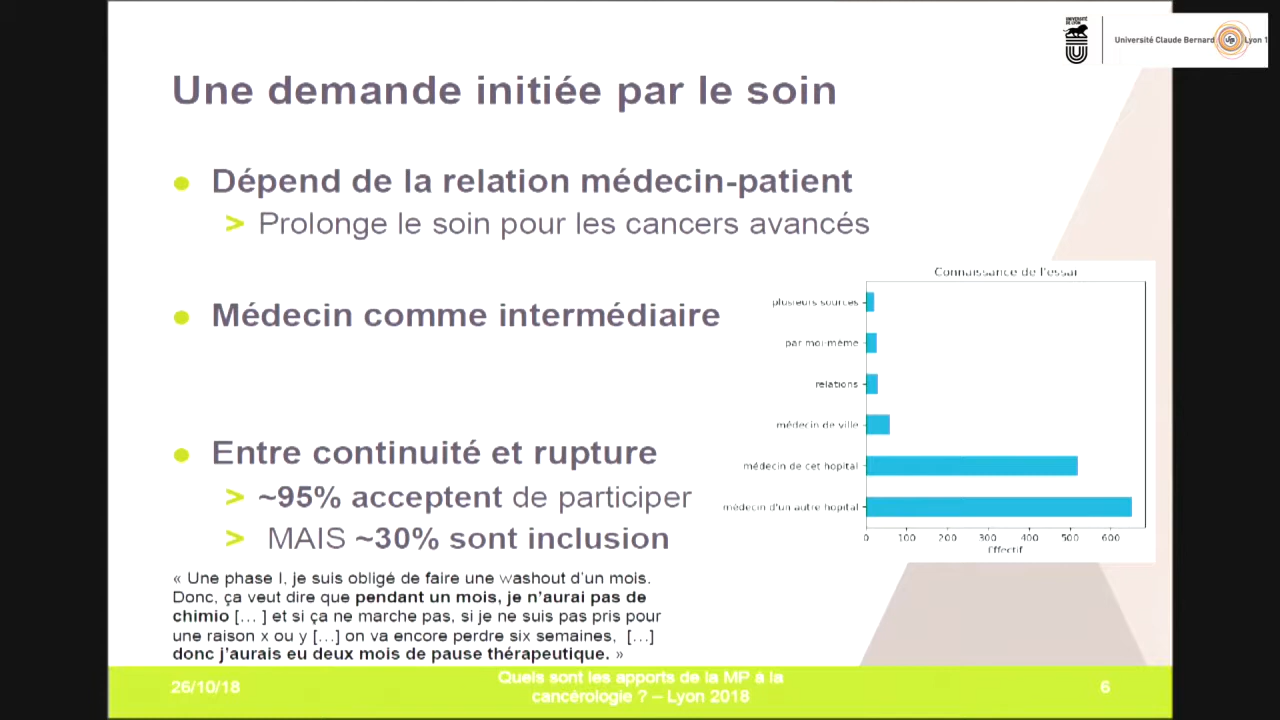 UNIVERSITÉ
DE LYON
Université Claude Bernard Lyon 1
Une demande initiée par le soin
● Dépend de la relation médecin-patient
> Prolonge le soin pour les cancers avancés
● Médecin comme intermédiaire
● Entre continuité et rupture
> ~95% acceptent de participer
> MAIS ~30% sont inclusion
« Une phase I, je suis obligé de faire une washout d'un mois.
Donc, ça veut dire que pendant un mois, je n'aurai pas de
chimio [… ] et si ça ne marche pas, si je ne suis pas pris pour
une raison x ou y […] on va encore perdre six semaines, […]
donc j'aurais eu deux mois de pause thérapeutique. »
Connaissance de l'essai
plusieurs sources
par moi-même
relations
médecin de ville
médecin de cet hopital
médecin d'un autre hopital
0 100 200 300 400 500 600
Effectif
26/10/18
Quels sont les apports de la MP à la
cancérologie ? – Lyon 2018
6